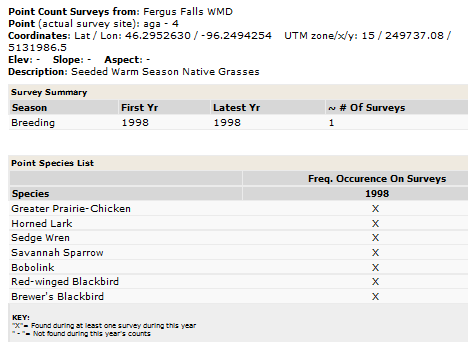 Point Count Surveys from: Fergus Falls WMD
Point (actual survey site): aga - 4
Coordinates: Lat / Lon: 46.2952630 / -96.2494254 UTM zone/x/y: 15 / 249737.08 /
5131986.5
Elev: - Slope: - Aspect: -
Description: Seeded Warm Season Native Grasses
Survey Summary
Season First Yr Latest Yr ~ # Of Surveys
Breeding 1998 1998 1
Point Species List
Freq. Occurence On Surveys
Species 1998
Greater Prairie-Chicken X
Horned Lark X
Sedge Wren X
Savannah Sparrow X
Bobolink X
Red-winged Blackbird X
Brewer's Blackbird X
KEY:
"X"= Found during at least one survey during this year
" - "= Not found during this year's counts